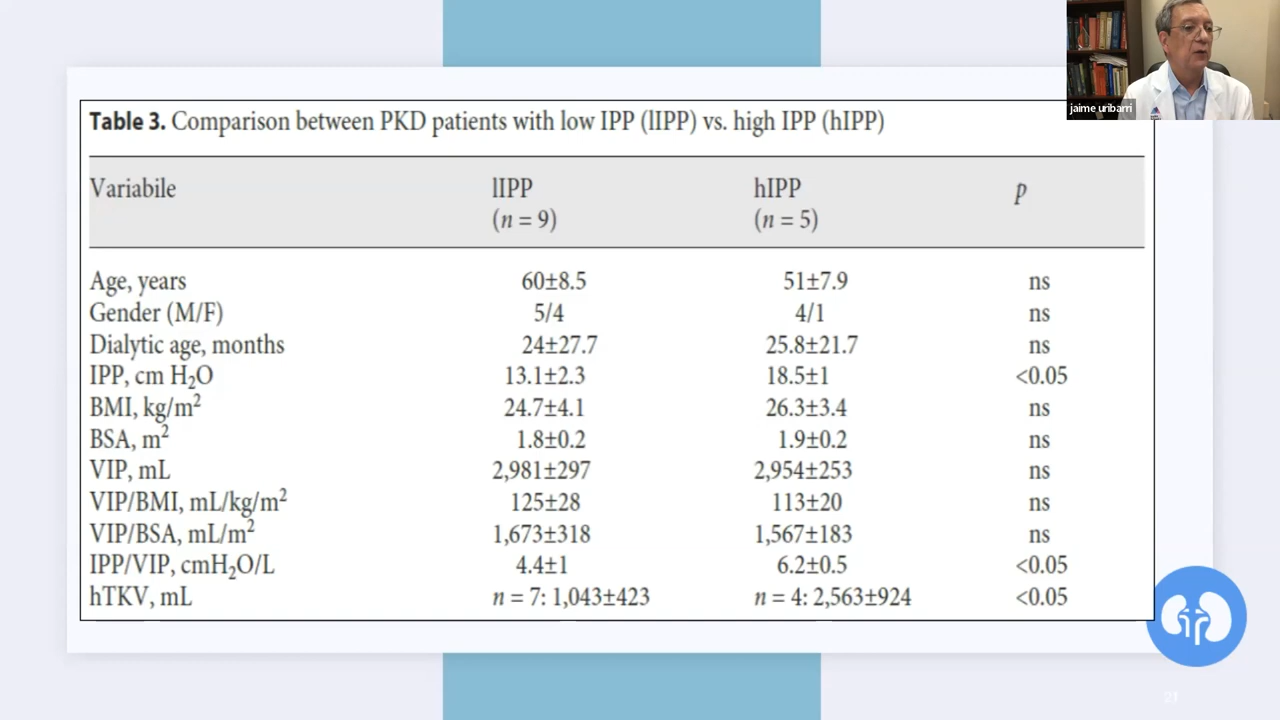 jaime uribarri
Table 3. Comparison between PKD patients with low IPP (lIPP) vs. high IPP (hIPP)
Variabile lIPP hIPP p
(n = 9) (n = 5)
Age, years 60±8.5 51±7.9 ns
Gender (M/F) 5/4 4/1 ns
Dialytic age, months 24±27.7 25.8±21.7 ns
IPP, cm H₂O 13.1±2.3 18.5±1 <0.05
BMI, kg/m² 24.7±4.1 26.3±3.4 ns
BSA, m² 1.8±0.2 1.9±0.2 ns
VIP, mL 2,981±297 2,954±253 ns
VIP/BMI, mL/kg/m² 125±28 113±20 ns
VIP/BSA, mL/m² 1,673±318 1,567±183 ns
IPP/VIP, cmH₂O/L 4.4±1 6.2±0.5 <0.05
hTKV, mL n = 7: 1,043±423 n = 4: 2,563±924 <0.05
21